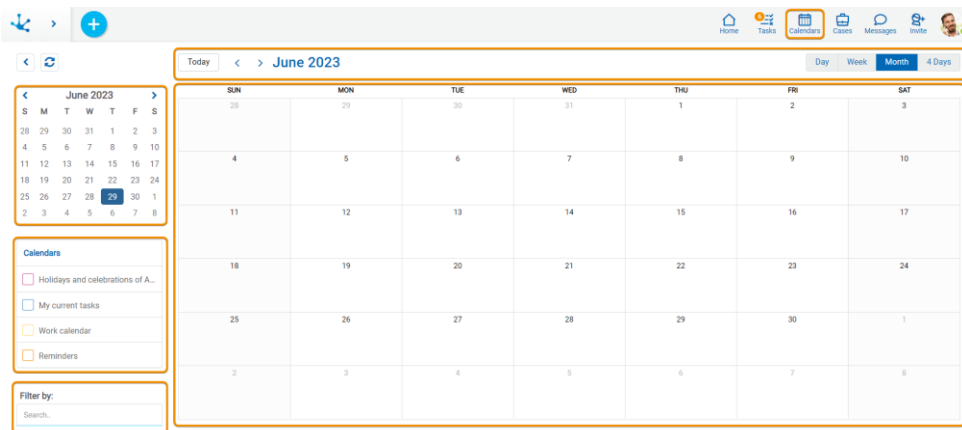 6
Home Tasks Calendars Cases Messages Invite
Today June 2023 Day Week Month 4 Days
June 2023
S M T W T F S
28 29 30 31 1 2 3
4 5 6 7 8 9 10
11 12 13 14 15 16 17
18 19 20 21 22 23 24
25 26 27 28 29 30 1
2 3 4 5 6 7 8
Calendars
Holidays and celebrations of A...
My current tasks
Work calendar
Reminders
Filter by:
Search..
SUN MON TUE WED THU FRI SAT
28 29 30 31 1 2 3
4 5 6 7 8 9 10
11 12 13 14 15 16 17
18 19 20 21 22 23 24
25 26 27 28 29 30 1
2 3 4 5 6 7 8